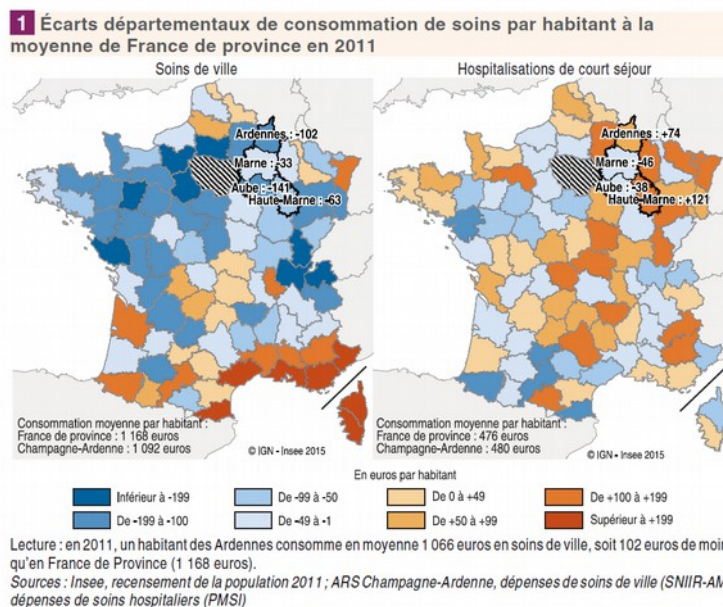 1 Écarts départementaux de consommation de soins par habitant à la
moyenne de France de province en 2011
Soins de ville
Hospitalisations de court séjour
Ardennes : -102
Marne : -33
Aube : -141
Haute-Marne : -63
Ardennes : +74
Marne : -46
Aube : -38
Haute-Marne : +121
Consommation moyenne par habitant :
France de province : 1 168 euros
Champagne-Ardenne : 1 092 euros
© IGN - Insee 2015
Consommation moyenne par habitant :
France de province : 476 euros
Champagne-Ardenne : 480 euros
© IGN - Insee 2015
En euros par habitant
Inférieur à -199
De -99 à -50
De 0 à +49
De +100 à +199
De -199 à -100
De -49 à -1
De +50 à +99
Supérieur à +199
Lecture : en 2011, un habitant des Ardennes consomme en moyenne 1 066 euros en soins de ville, soit 102 euros de moin
qu'en France de Province (1 168 euros).
Sources : Insee, recensement de la population 2011 ; ARS Champagne-Ardenne, dépenses de soins de ville (SNIIR-AM
dépenses de soins hospitaliers (PMSI)